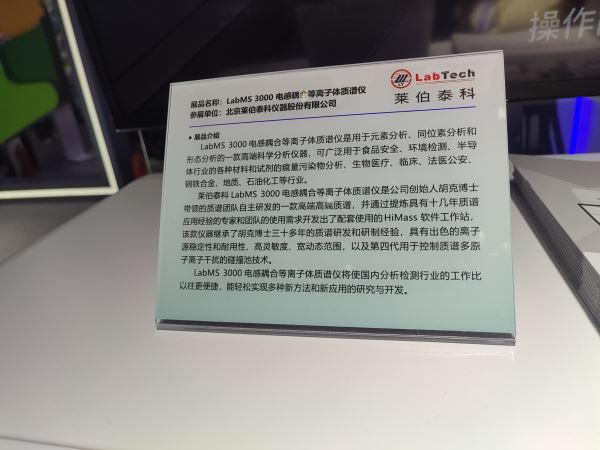 操作
LabTech
莱伯泰科
展品名称：LabMS 3000 电感耦合等离子体质谱仪
参展单位：北京莱伯泰科仪器股份有限公司
• 展品介绍
LabMS 3000 电感耦合等离子体质谱仪是用于元素分析、同位素分析和
形态分析的一款高端科学分析仪器，可广泛用于食品安全、环境检测、半导
体行业的各种材料和试剂的痕量污染物分析、生物医疗、临床、法医公安、
钢铁合金、地质、石油化工等行业。
莱伯泰科 LabMS 3000 电感耦合等离子体质谱仪是公司创始人胡克博士
带领的质谱团队自主研发的一款高端高端质谱，并通过提炼具有十几年质谱
应用经验的专家和团队的使用需求开发出了配套使用的 HiMass 软件工作站，
该款仪器继承了胡克博士三十多年的质谱研发和研制经验，具有出色的离子
源稳定性和耐用性、高灵敏度、宽动态范围，以及第四代用于控制质谱多原
子离子干扰的碰撞池技术。
LabMS 3000 电感耦合等离子体质谱仪将使国内分析检测行业的工作比
以往更便捷，能轻松实现多种新方法和新应用的研究与开发。